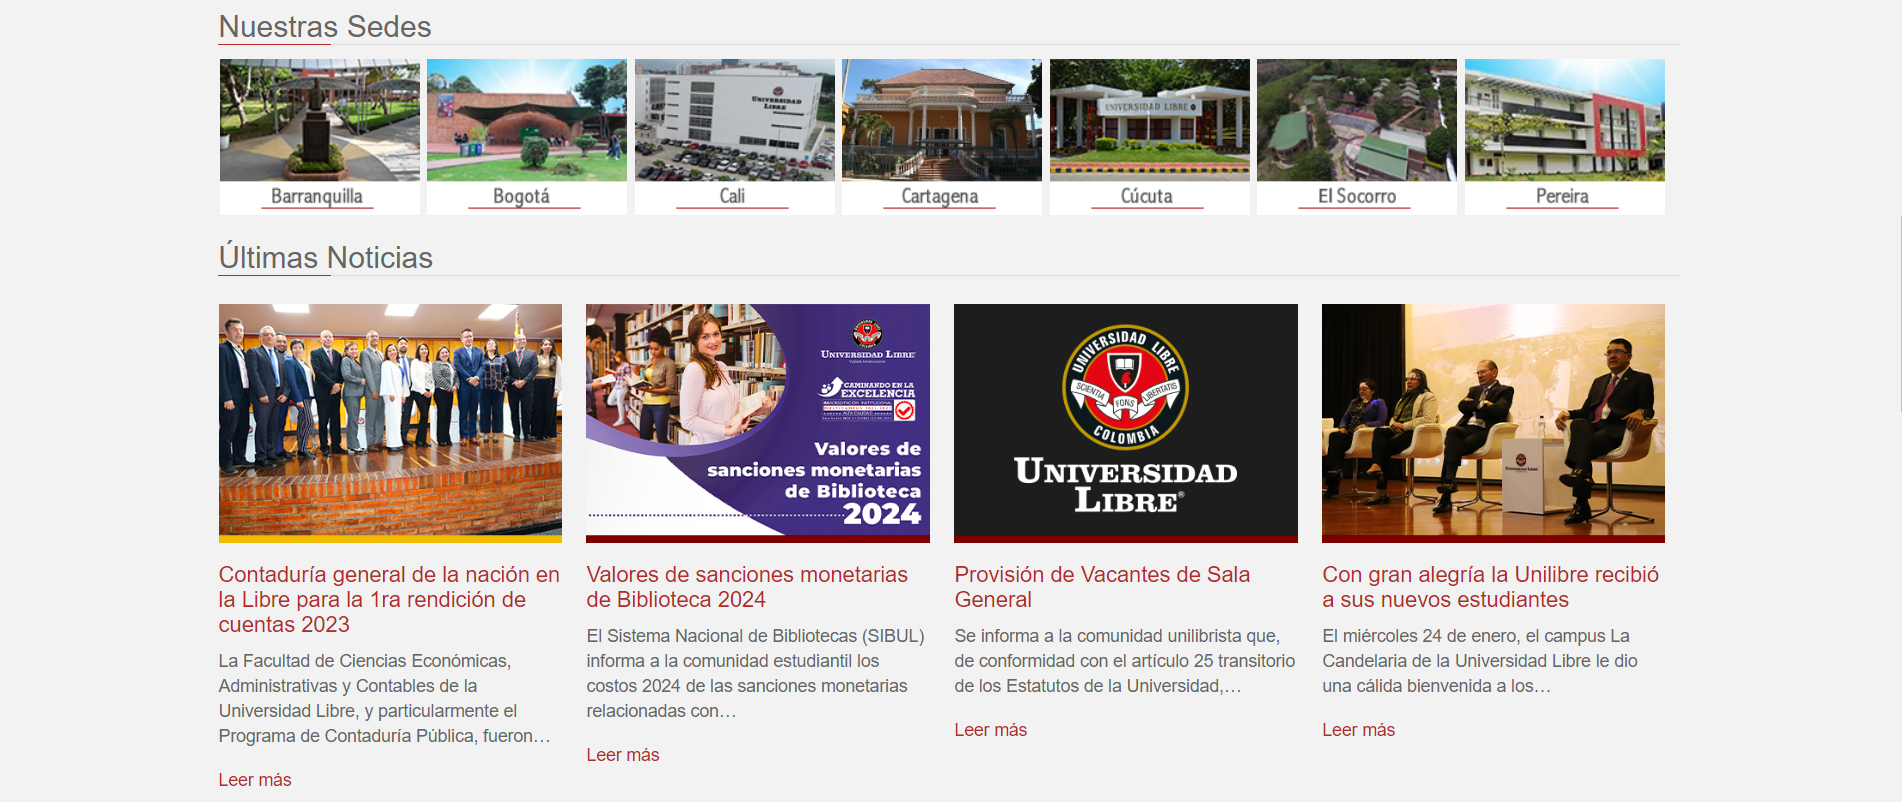 Nuestras Sedes
UNIVERSIDAD LIBRE
UNIVERSIDAD LIBRE
Barranquilla
Bogotá
Cali
Cartagena
Cúcuta
El Socorro
Pereira
Últimas Noticias
UNIVERSIDAD LIBRE
CAMINANDO EN LA
EXCELENCIA
Valores de
sanciones monetarias
de Biblioteca
2024
UNIVERSIDAD LIBRE
SCIENTIA FONS LIBERTATIS
COLOMBIA
UNIVERSIDAD
LIBRE®
UNIVERSIDAD LIBRE
Contaduría general de la nación en
la Libre para la 1ra rendición de
cuentas 2023
La Facultad de Ciencias Económicas,
Administrativas y Contables de la
Universidad Libre, y particularmente el
Programa de Contaduría Pública, fueron…
Leer más
Valores de sanciones monetarias
de Biblioteca 2024
El Sistema Nacional de Bibliotecas (SIBUL)
informa a la comunidad estudiantil los
costos 2024 de las sanciones monetarias
relacionadas con…
Leer más
Provisión de Vacantes de Sala
General
Se informa a la comunidad unilibrista que,
de conformidad con el artículo 25 transitorio
de los Estatutos de la Universidad,…
Leer más
Con gran alegría la Unilibre recibió
a sus nuevos estudiantes
El miércoles 24 de enero, el campus La
Candelaria de la Universidad Libre le dio
una cálida bienvenida a los…
Leer más